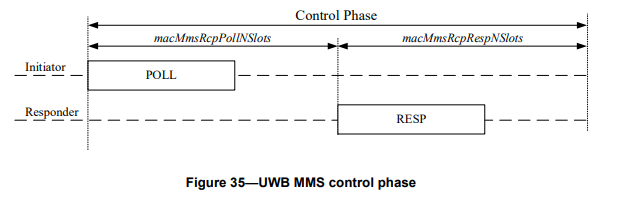 Control Phase
macMmsRcpPollNSlots macMmsRcpRespNSlots
Initiator
POLL
Responder
RESP
Figure 35—UWB MMS control phase